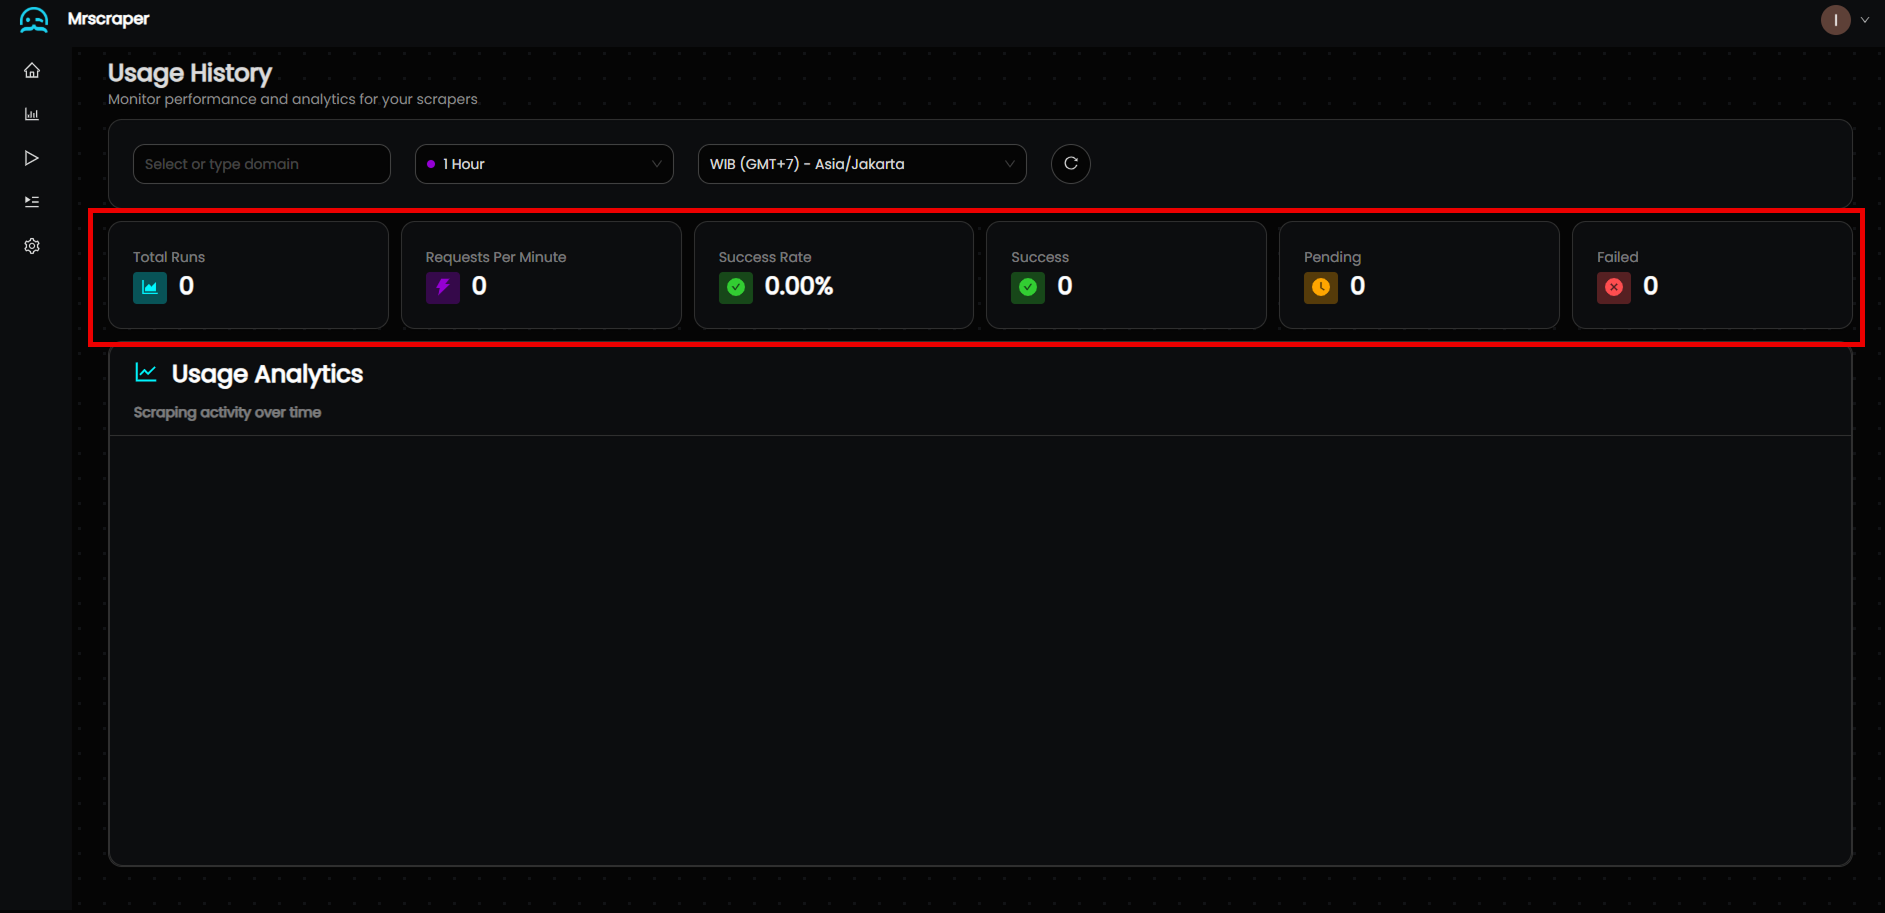 Mrscraper
I
Usage History
Monitor performance and analytics for your scrapers
Select or type domain
1 Hour
WIB (GMT+7) - Asia/Jakarta
Total Runs
0
Requests Per Minute
0
Success Rate
0.00%
Success
0
Pending
0
Failed
0
Usage Analytics
Scraping activity over time